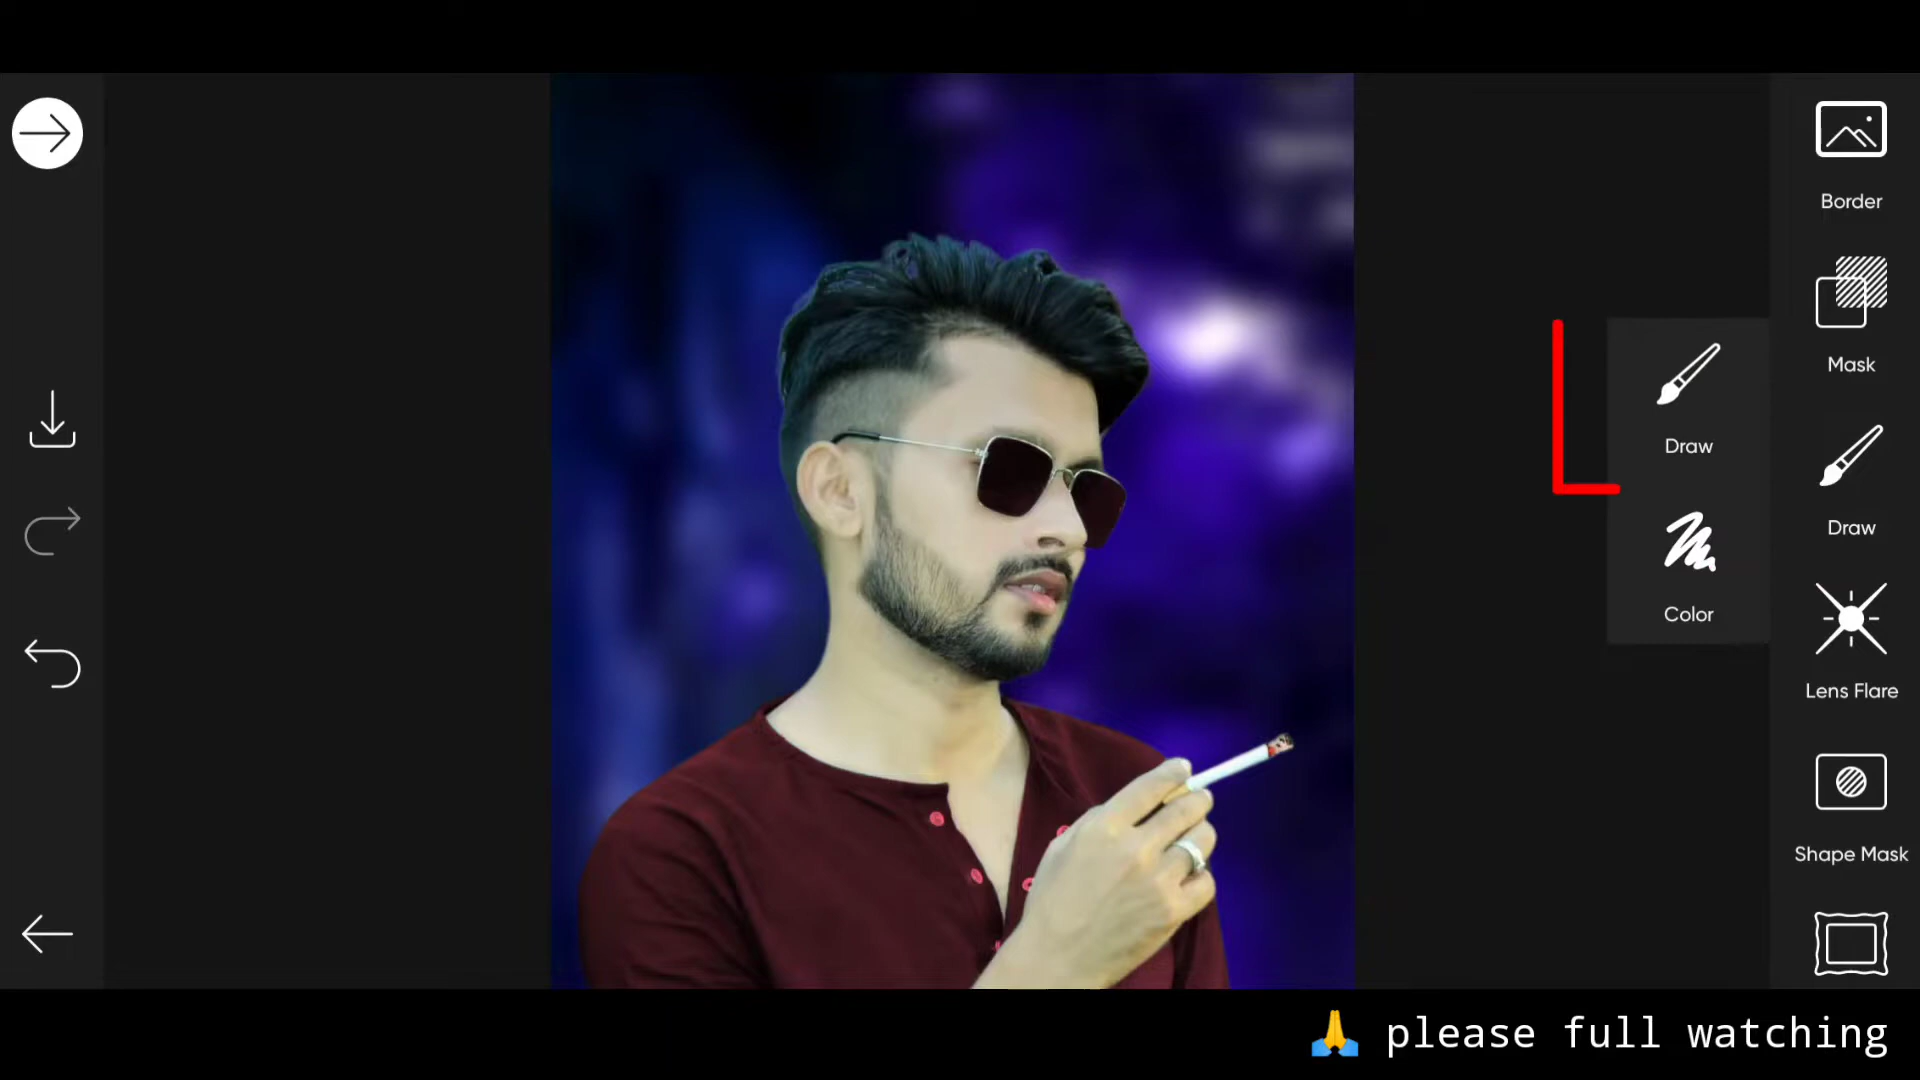 Border
Mask
Draw
Draw
Color
Lens Flare
Shape Mask
🙏 please full watching